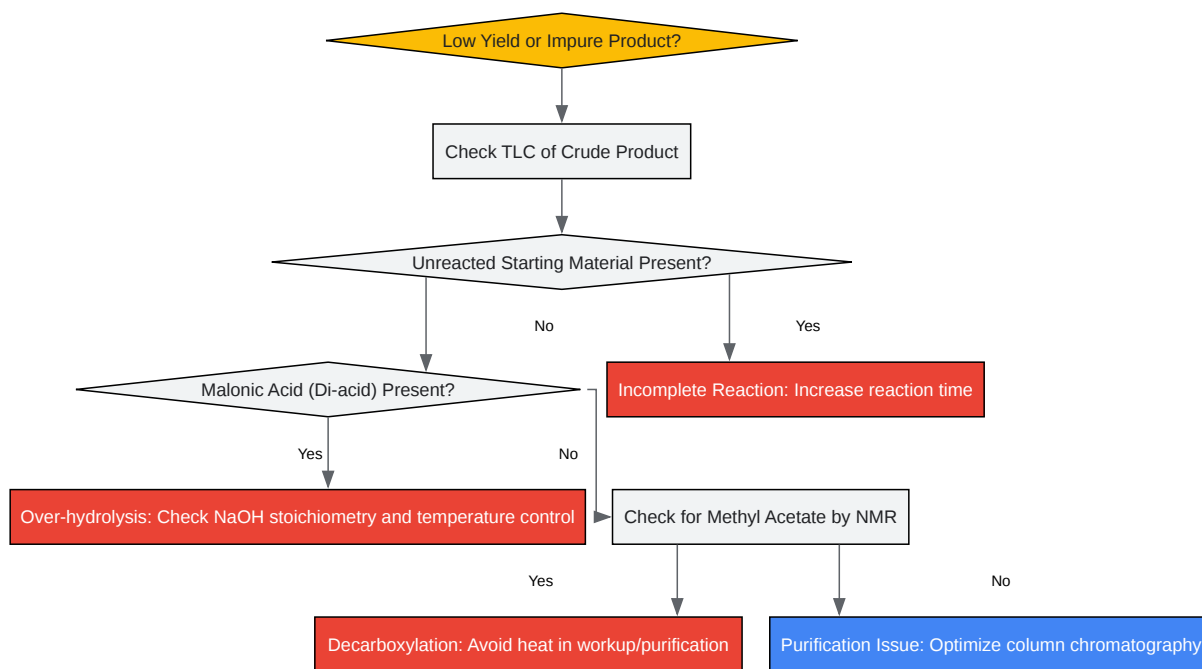 Low Yield or Impure Product?
Check TLC of Crude Product
Unreacted Starting Material Present?
No
Yes
Malonic Acid (Di-acid) Present?
Incomplete Reaction: Increase reaction time
Yes
No
Over-hydrolysis: Check NaOH stoichiometry and temperature control
Check for Methyl Acetate by NMR
Yes
No
Decarboxylation: Avoid heat in workup/purification
Purification Issue: Optimize column chromatography